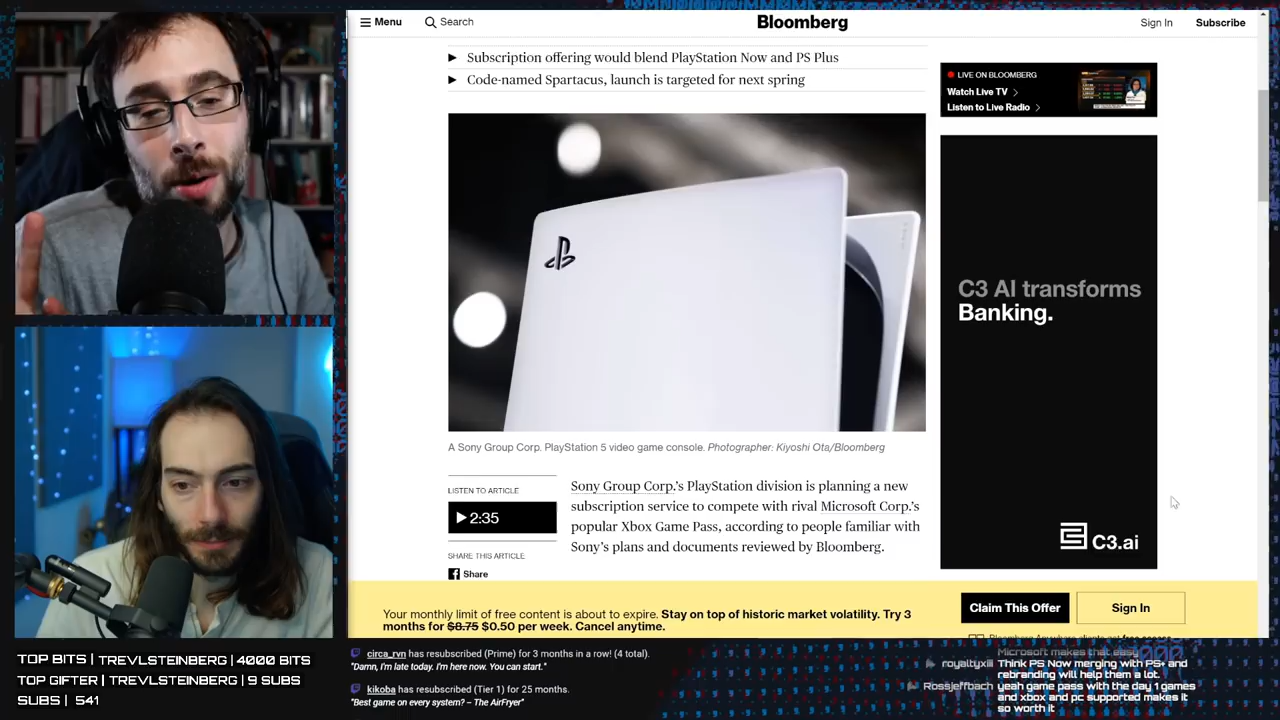 Menu
Search
Bloomberg
Sign In
Subscribe
▶ Subscription offering would blend PlayStation Now and PS Plus
▶ Code-named Spartacus, launch is targeted for next spring
LIVE ON BLOOMBERG
Watch Live TV >
Listen to Live Radio >
C3 AI transforms
Banking.
C3.ai
A Sony Group Corp. PlayStation 5 video game console. Photographer: Kiyoshi Ota/Bloomberg
LISTEN TO ARTICLE
▶ 2:35
SHARE THIS ARTICLE
Share
Sony Group Corp.'s PlayStation division is planning a new
subscription service to compete with rival Microsoft Corp.'s
popular Xbox Game Pass, according to people familiar with
Sony's plans and documents reviewed by Bloomberg.
Your monthly limit of free content is about to expire. Stay on top of historic market volatility. Try 3
months for $8.75 $0.50 per week. Cancel anytime.
Claim This Offer
Sign In
TOP BITS | TREVLSTEINBERG | 4000 BITS
TOP GIFTER | TREVLSTEINBERG | 9 SUBS
SUBS | 541
circa_rvn has resubscribed (Prime) for 3 months in a row! (4 total).
"Damn, I'm late today. I'm here now. You can start."
kikoba has resubscribed (Tier 1) for 25 months.
"Best game on every system? – The AirFryer"
Microsoft makes that easy
royaltyxiii Think PS Now merging with PS+ and
rebranding will help them a lot.
Rossjeffbach yeah game pass with the day 1 games
and xbox and pc supported makes it
so worth it